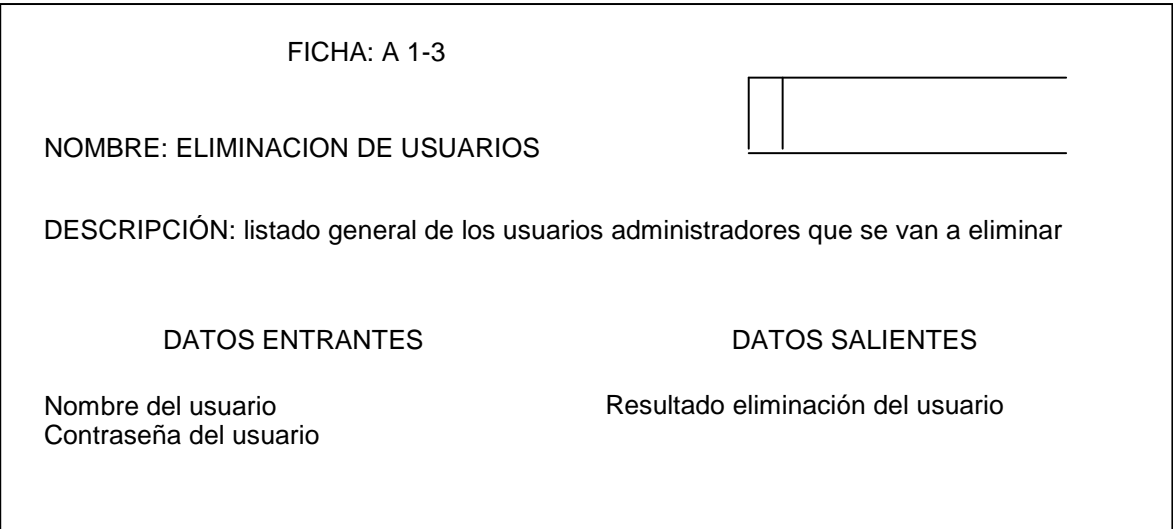 FICHA: A 1-3
NOMBRE: ELIMINACION DE USUARIOS
DESCRIPCIÓN: listado general de los usuarios administradores que se van a eliminar
DATOS ENTRANTES
DATOS SALIENTES
Nombre del usuario
Contraseña del usuario
Resultado eliminación del usuario